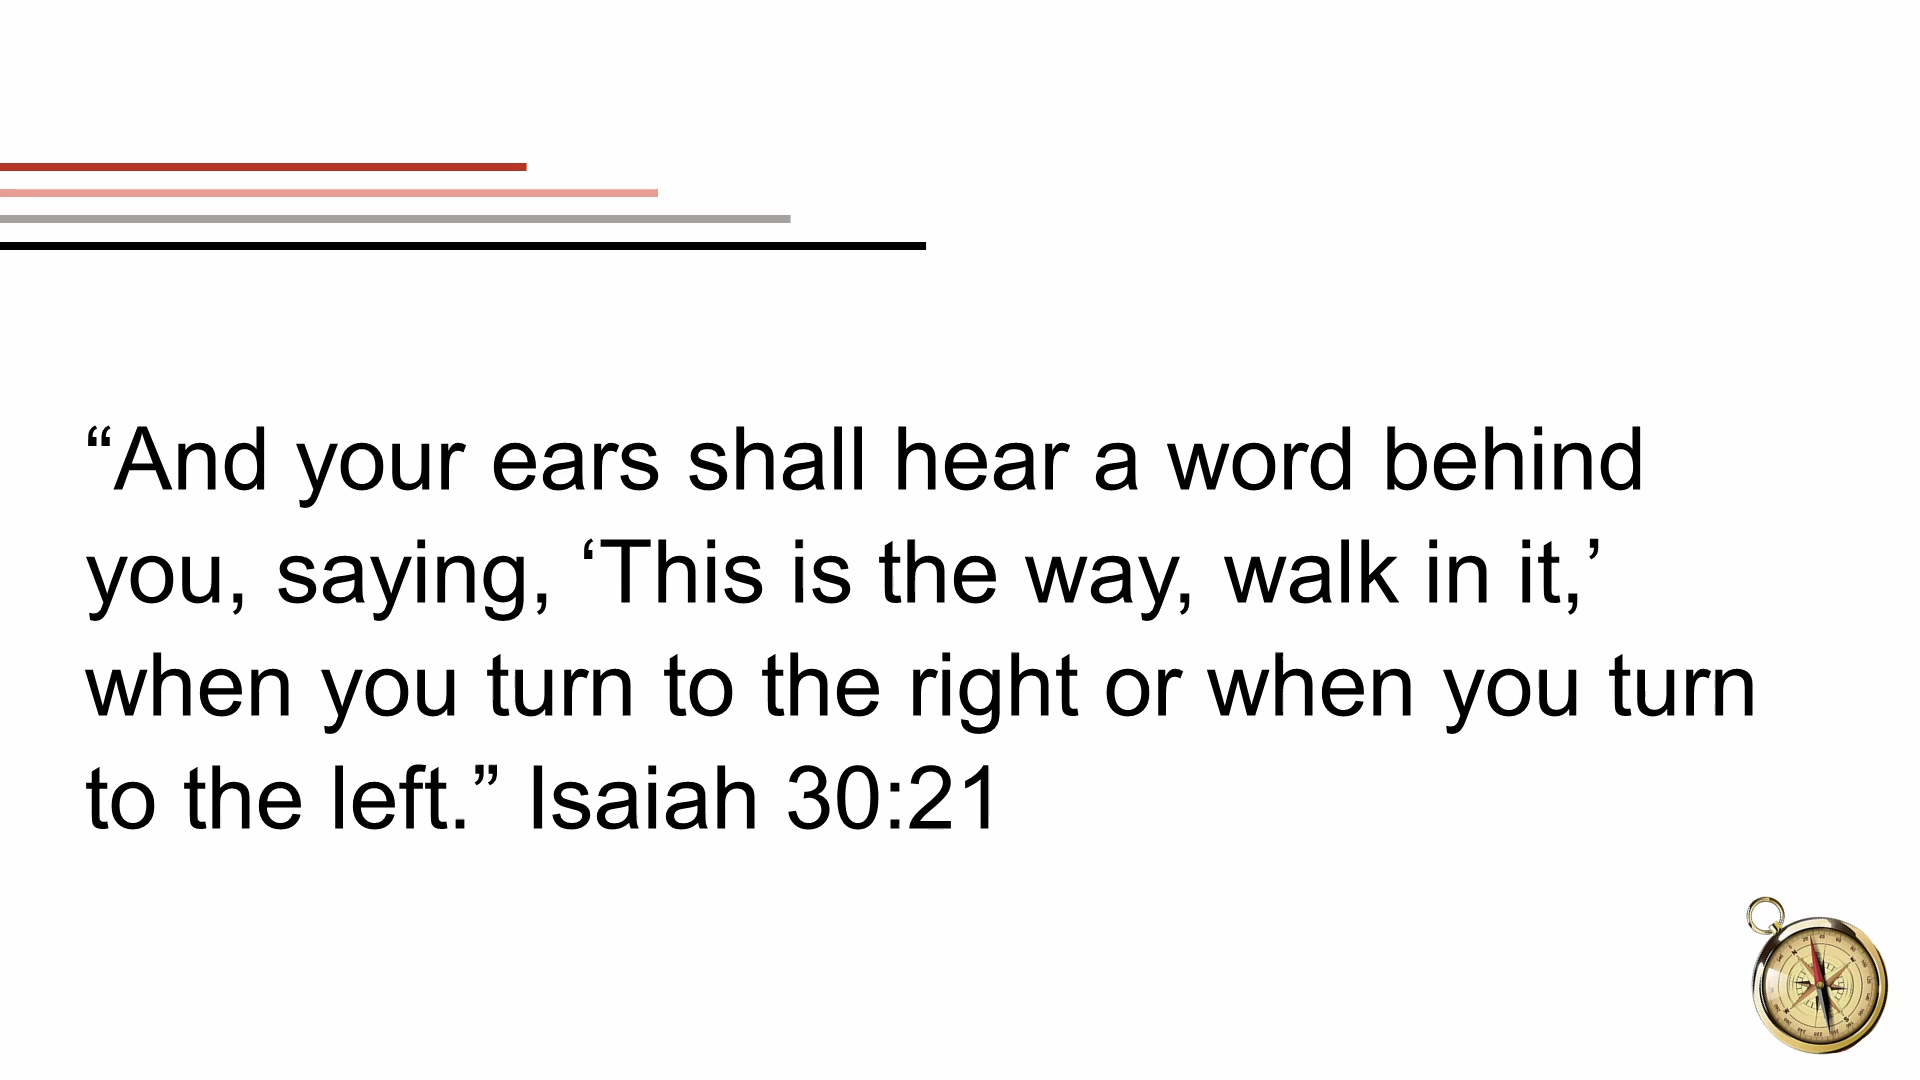 “And your ears shall hear a word behind
you, saying, ‘This is the way, walk in it,’
when you turn to the right or when you turn
to the left.” Isaiah 30:21